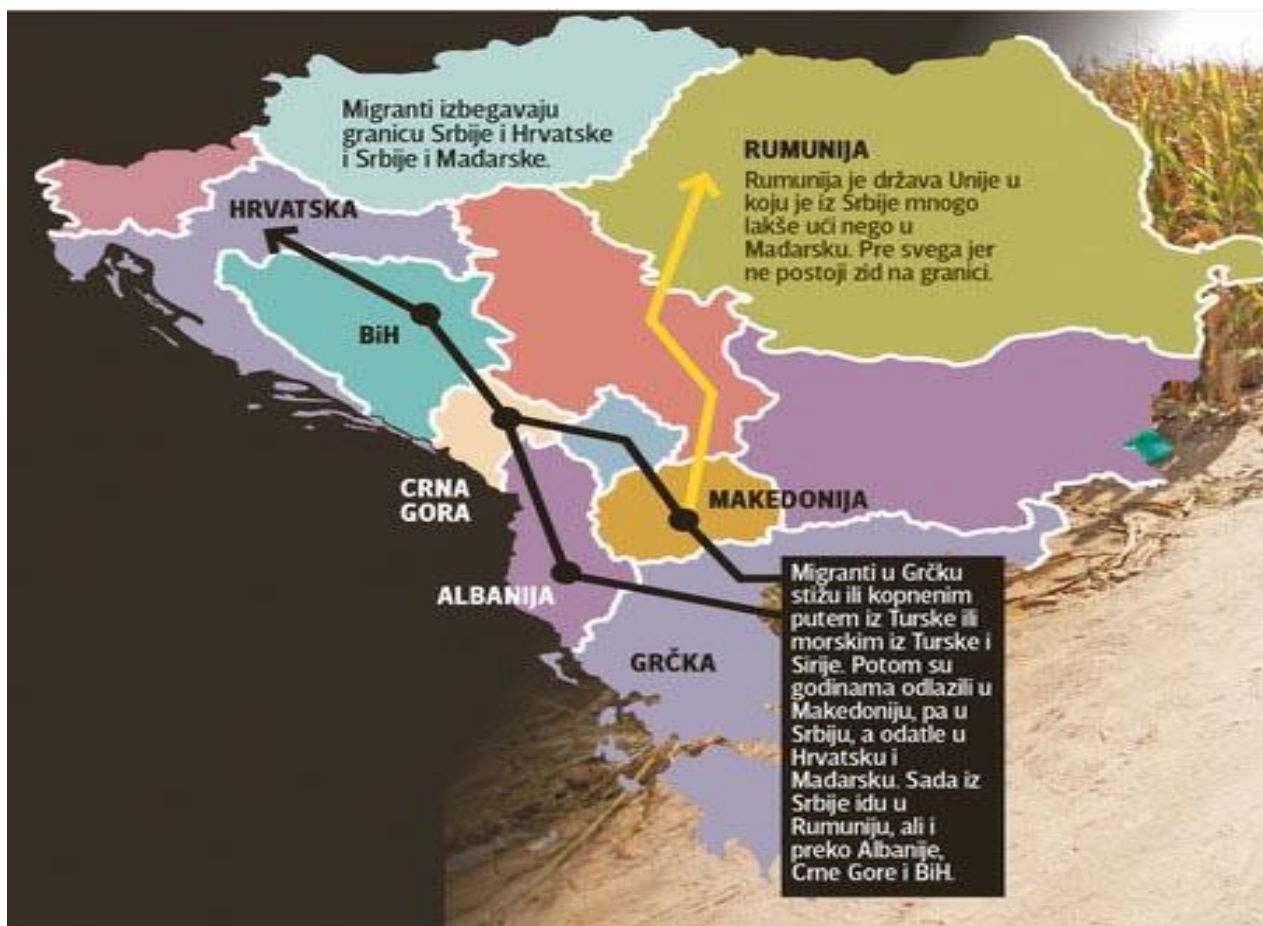 Migranti izbegavaju
granicu Srbije i Hrvatske
i Srbije i Mađarske.
RUMUNIJA
Rumunija je država Unije u
koju je iz Srbije mnogo
lakše ući nego u
Mađarsku. Pre svega jer
ne postoji zid na granici.
HRVATSKA
BiH
CRNA
GORA
MAKEDONIJA
ALBANIJA
GRČKA
Migranti u Grčku
stižu ili kopnenim
putem iz Turske ili
morskim iz Turske i
Sirije. Potom su
godinama odlazili u
Makedoniju, pa u
Srbiju, a odatle u
Hrvatsku i
Mađarsku. Sada iz
Srbije idu u
Rumuniju, ali i
preko Albanije,
Crne Gore i BiH.